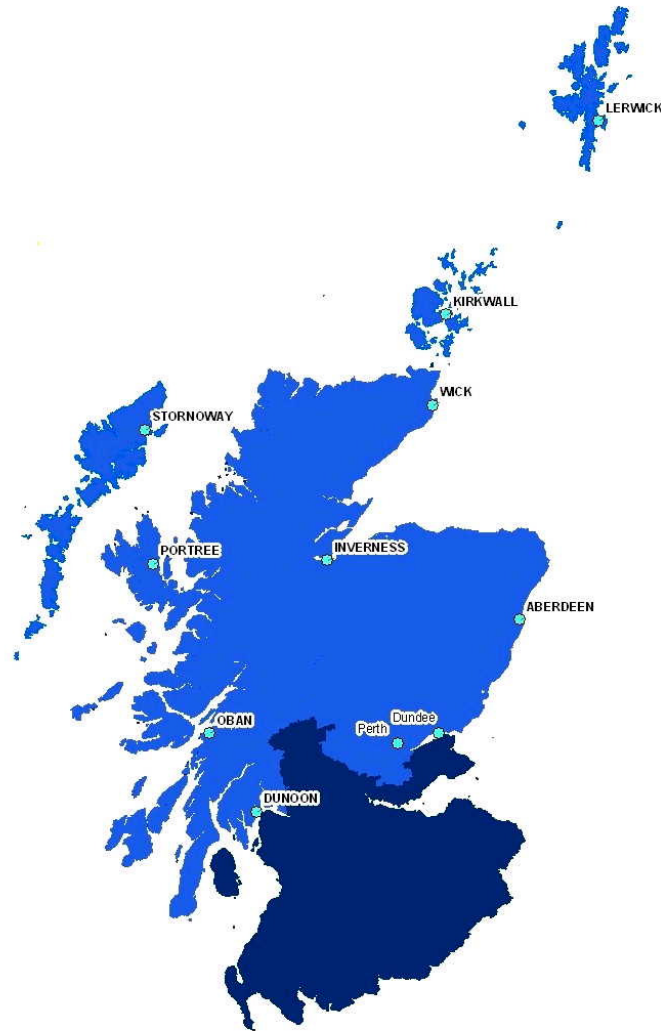 LERWICK
KIRKWALL
WICK
STORNOWAY
PORTREE
INVERNESS
ABERDEEN
OBAN
Dundee
Perth
DUNOON